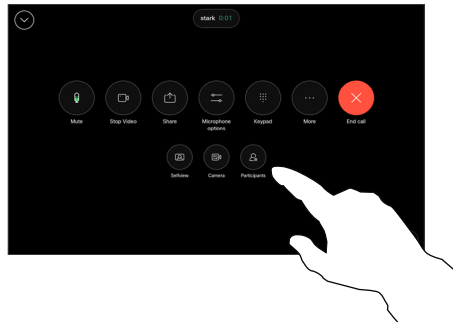 stark 0:01
Mute Stop Video Share Microphone options Keypad More End call
Selfview Camera Participants